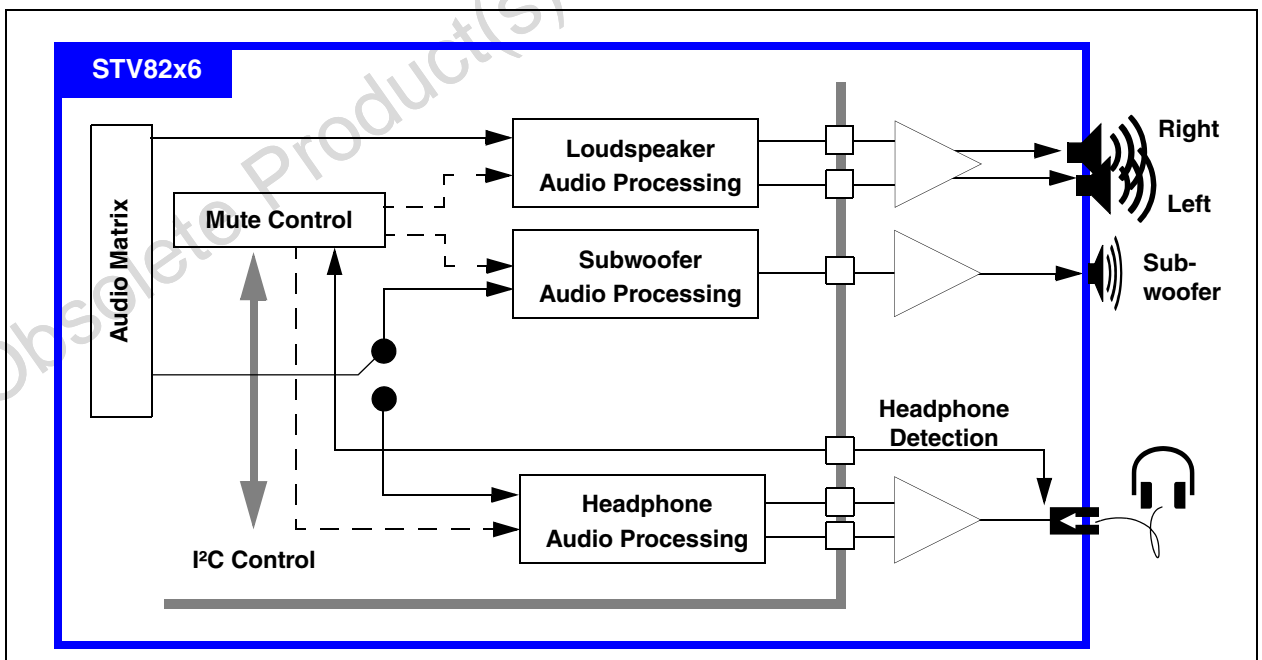 STV82x6
Audio Matrix
Mute Control
I²C Control
Loudspeaker
Audio Processing
Subwoofer
Audio Processing
Headphone
Audio Processing
Headphone
Detection
Right
Left
Sub-
woofer
Obsolete Product(s)